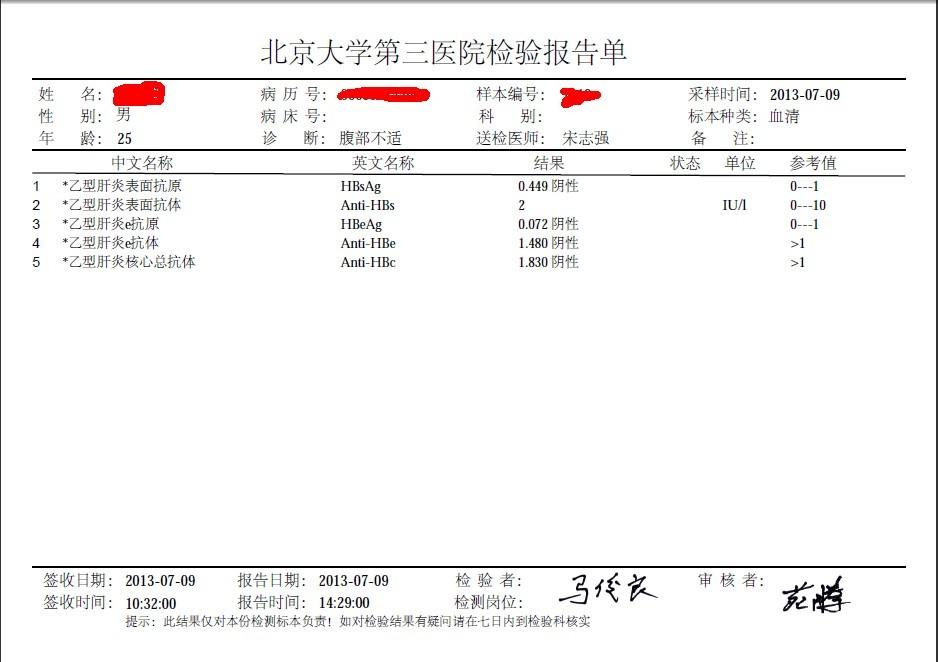 北京大学第三医院检验报告单
姓 名: 病 历 号: 样本编号: 采样时间: 2013-07-09
性 别: 男 病 床 号: 科 别: 标本种类: 血清
年 龄: 25 诊 断: 腹部不适 送检医师: 宋志强 备 注:
中文名称 英文名称 结果 状态 单位 参考值
1 *乙型肝炎表面抗原 HBsAg 0.449 阴性 0---1
2 *乙型肝炎表面抗体 Anti-HBs 2 IU/l 0---10
3 *乙型肝炎e抗原 HBeAg 0.072 阴性 0---1
4 *乙型肝炎e抗体 Anti-HBe 1.480 阴性 >1
5 *乙型肝炎核心总抗体 Anti-HBc 1.830 阴性 >1
签收日期: 2013-07-09 报告日期: 2013-07-09 检 验 者: 马俊良 审 核 者:
签收时间: 10:32:00 报告时间: 14:29:00 检测岗位:
提示: 此结果仅对本份检测标本负责! 如对检验结果有疑问请在七日内到检验科核实